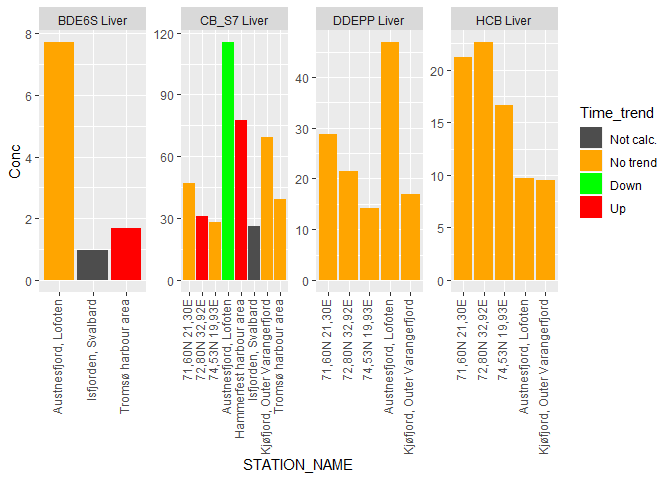 BDE6S Liver
CB_S7 Liver
DDEPP Liver
HCB Liver
Conc
8
6
4
2
0
120
90
60
30
0
40
30
20
10
0
20
15
10
5
0
Austnesfjord, Lofoten
Isfjorden, Svalbard
Tromsø harbour area
71,60N 21,30E
72,80N 32,92E
74,53N 19,93E
Austnesfjord, Lofoten
Hammerfest harbour area
Isfjorden, Svalbard
Kjøfjord, Outer Varangerfjord
Tromsø harbour area
71,60N 21,30E
72,80N 32,92E
74,53N 19,93E
Austnesfjord, Lofoten
Kjøfjord, Outer Varangerfjord
71,60N 21,30E
72,80N 32,92E
74,53N 19,93E
Austnesfjord, Lofoten
Kjøfjord, Outer Varangerfjord
STATION_NAME
Time_trend
Not calc.
No trend
Down
Up